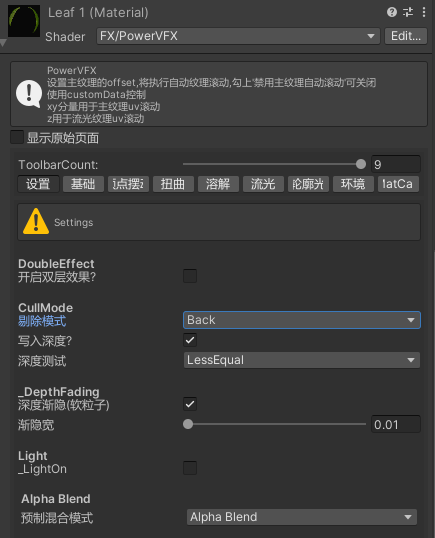 Leaf 1 (Material)
Shader FX/PowerVFX Edit...
PowerVFX
设置主纹理的offset,将执行自动纹理滚动,勾上'禁用主纹理自动滚动'可关闭
使用customData控制
xy分量用于主纹理uv滚动
z用于流光纹理uv滚动
显示原始页面
ToolbarCount: 9
设置 基础 点摆 扭曲 溶解 流光 轮廓光 环境 MatCa
Settings
DoubleEffect
开启双层效果?
CullMode
剔除模式 Back
写入深度?
深度测试 LessEqual
_DepthFading
深度渐隐(软粒子)
渐隐宽 0.01
Light
_LightOn
Alpha Blend
预制混合模式 Alpha Blend